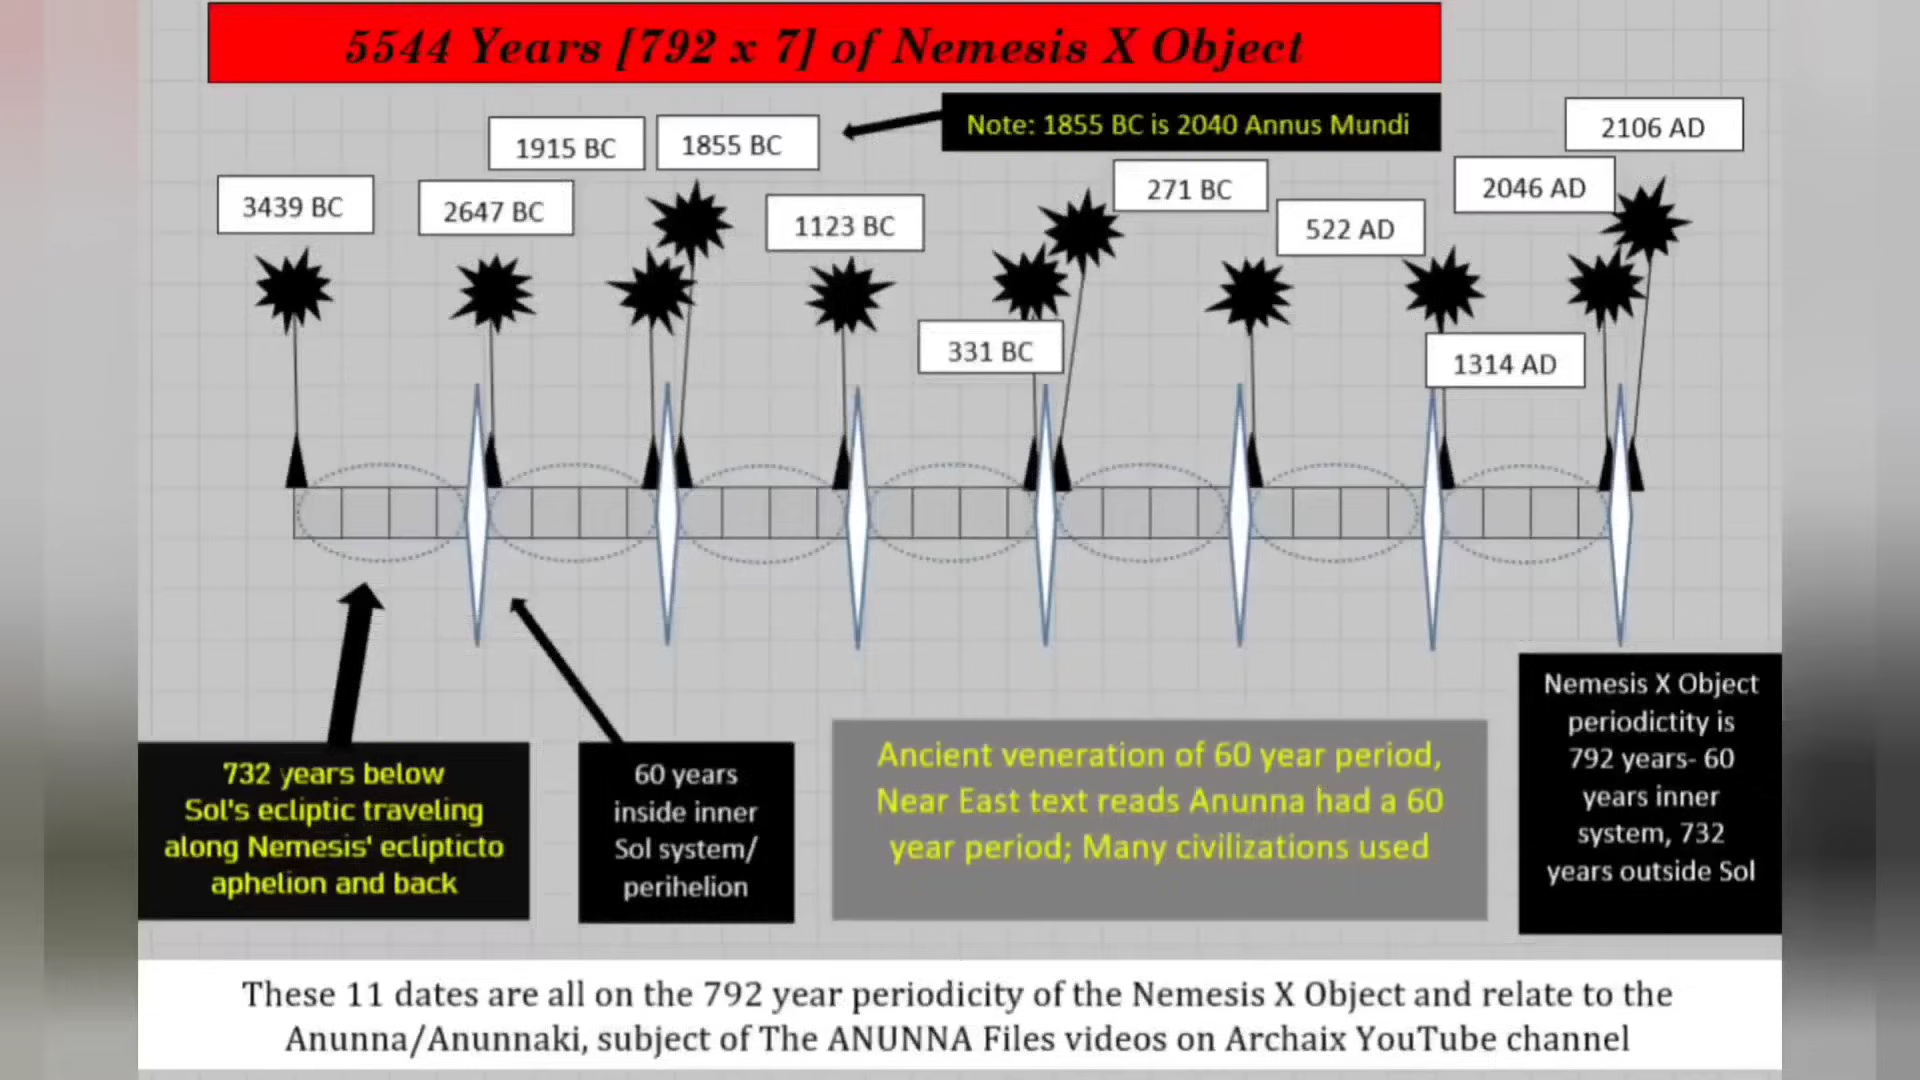 5544 Years [792 x 7] of Nemesis X Object
Note: 1855 BC is 2040 Annus Mundi
3439 BC
2647 BC
1915 BC
1855 BC
1123 BC
331 BC
271 BC
522 AD
1314 AD
2046 AD
2106 AD
732 years below
Sol's ecliptic traveling
along Nemesis' eclipticto
aphelion and back
60 years
inside inner
Sol system/
perihelion
Ancient veneration of 60 year period,
Near East text reads Anunna had a 60
year period; Many civilizations used
Nemesis X Object
periodictity is
792 years- 60
years inner
system, 732
years outside Sol
These 11 dates are all on the 792 year periodicity of the Nemesis X Object and relate to the
Anunna/Anunnaki, subject of The ANUNNA Files videos on Archaix YouTube channel